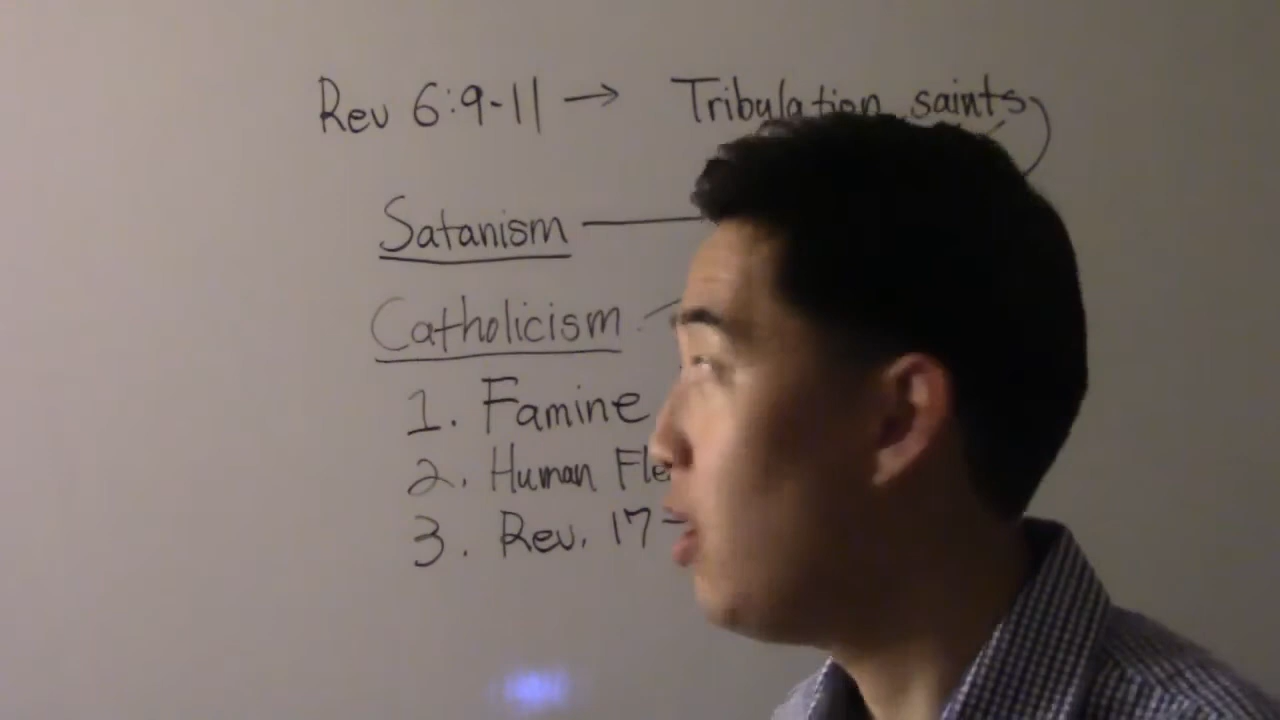 Rev 6:9-11 → Tribulation saints
Satanism
Catholicism
1. Famine
2. Human
3. Rev. 17